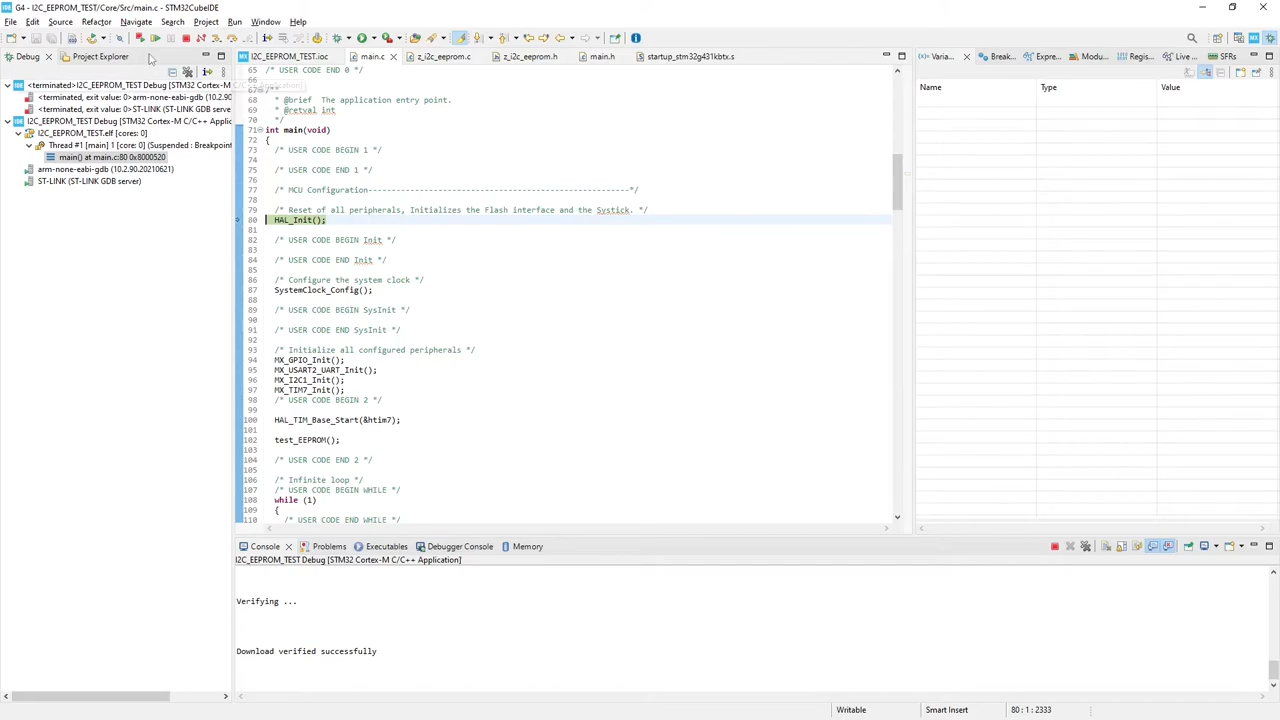 G4 - I2C_EEPROM_TEST/Core/Src/main.c - STM32CubeIDE
File Edit Source Refactor Navigate Search Project Run Window Help
Debug Project Explorer
<terminated>I2C_EEPROM_TEST Debug [STM32 Cortex-M C/C++ Application]
<terminated, exit value: 0>arm-none-eabi-gdb (10.2.90
<terminated, exit value: 0>ST-LINK (ST-LINK GDB serve
I2C_EEPROM_TEST Debug [STM32 Cortex-M C/C++ Applicati
I2C_EEPROM_TEST.elf [cores: 0]
Thread #1 [main] 1 [core: 0] (Suspended : Breakpoint
main() at main.c:80 0x8000520
arm-none-eabi-gdb (10.2.90.20210621)
ST-LINK (ST-LINK GDB server)
I2C_EEPROM_TEST.ioc main.c z_i2c_eeprom.c z_i2c_eeprom.h main.h startup_stm32g431kbtx.s
65 /* USER CODE END 0 */
66
67 /**
68 * @brief The application entry point.
69 * @retval int
70 */
71 int main(void)
72 {
73 /* USER CODE BEGIN 1 */
74
75 /* USER CODE END 1 */
76
77 /* MCU Configuration--------------------------------------------------------*/
78
79 /* Reset of all peripherals, Initializes the Flash interface and the Systick. */
80 HAL_Init();
81
82 /* USER CODE BEGIN Init */
83
84 /* USER CODE END Init */
85
86 /* Configure the system clock */
87 SystemClock_Config();
88
89 /* USER CODE BEGIN SysInit */
90
91 /* USER CODE END SysInit */
92
93 /* Initialize all configured peripherals */
94 MX_GPIO_Init();
95 MX_USART2_UART_Init();
96 MX_I2C1_Init();
97 MX_TIM7_Init();
98 /* USER CODE BEGIN 2 */
99
100 HAL_TIM_Base_Start(&htim7);
101
102 test_EEPROM();
103
104 /* USER CODE END 2 */
105
106 /* Infinite loop */
107 /* USER CODE BEGIN WHILE */
108 while (1)
109 {
110 /* USER CODE END WHILE */
Varia... Break... Expre... Modu... Regis... Live ... SFRs
Name Type Value
Console Problems Executables Debugger Console Memory
I2C_EEPROM_TEST Debug [STM32 Cortex-M C/C++ Application]
Verifying ...
Download verified successfully
Writable Smart Insert 80 : 1 : 2333